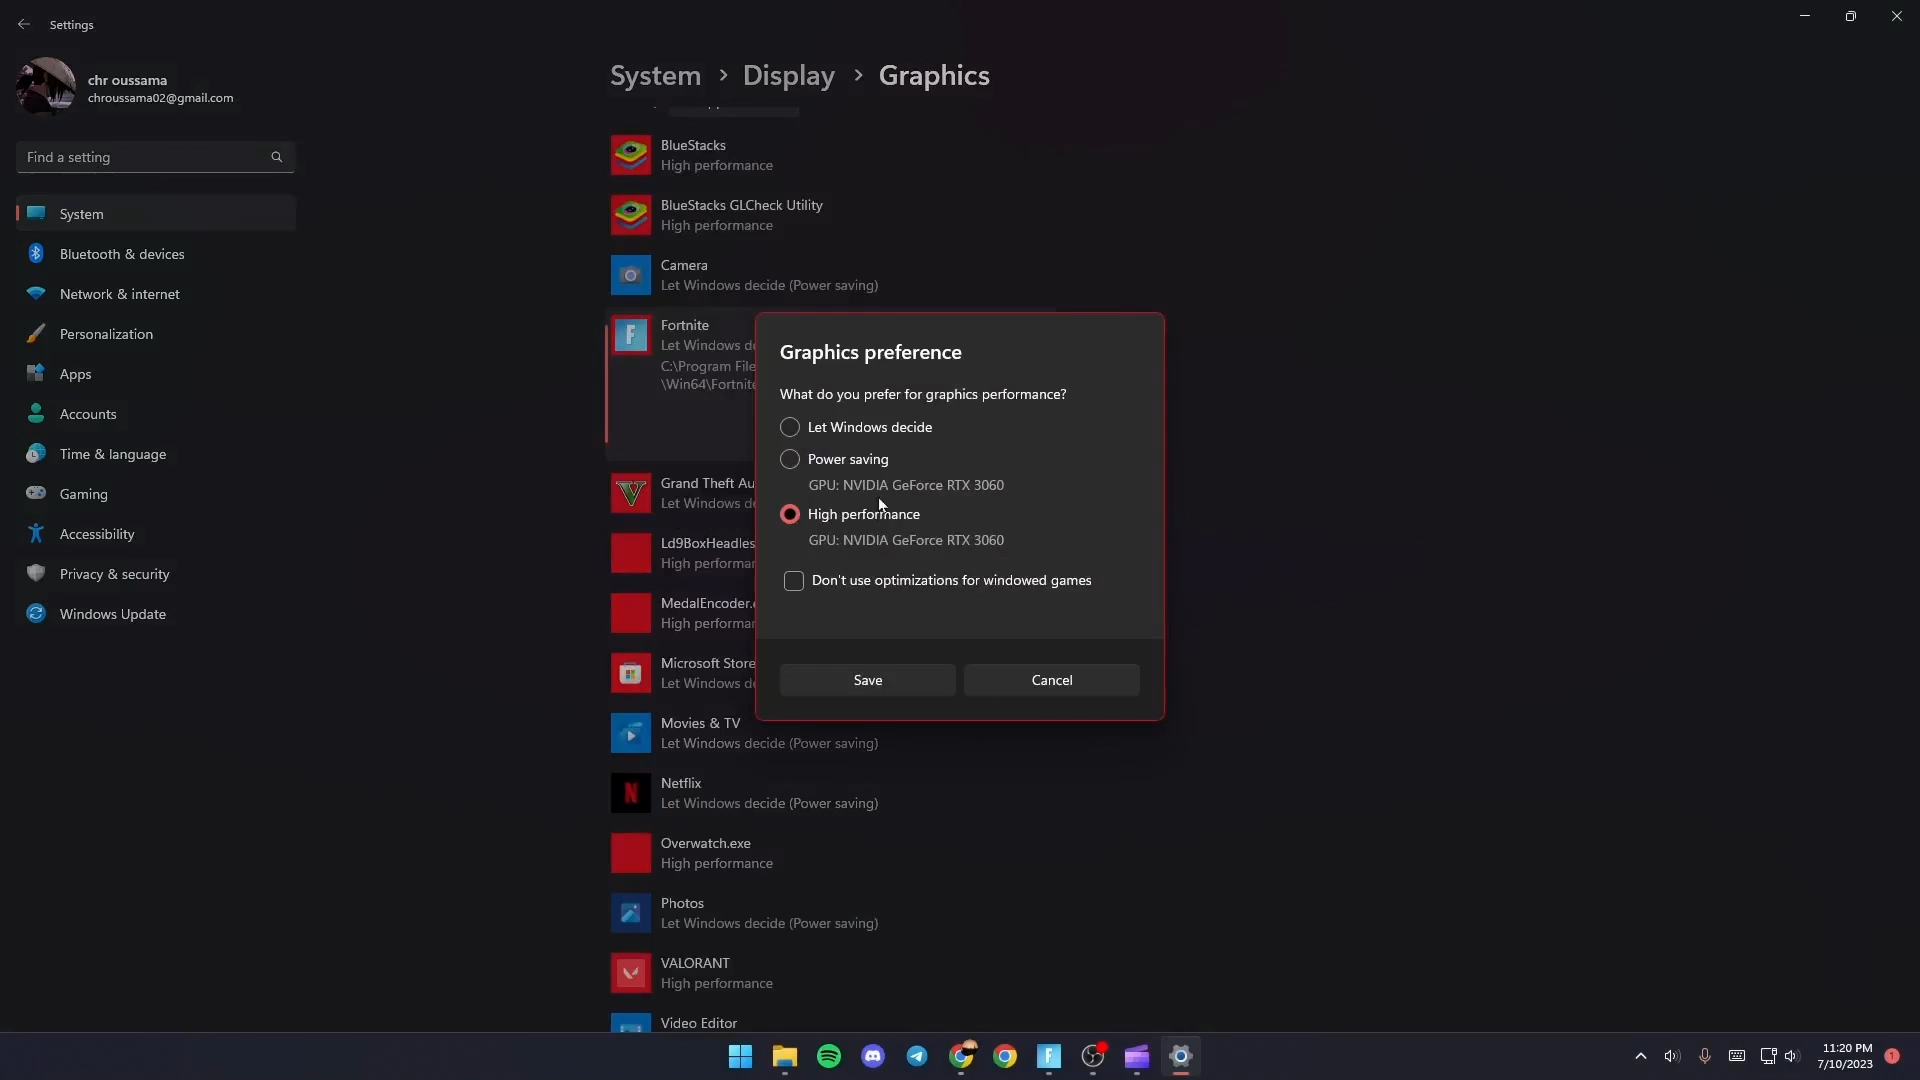 Settings
chr oussama
chroussama02@gmail.com
Find a setting
System
Bluetooth & devices
Network & internet
Personalization
Apps
Accounts
Time & language
Gaming
Accessibility
Privacy & security
Windows Update
System > Display > Graphics
BlueStacks
High performance
BlueStacks GLCheck Utility
High performance
Camera
Let Windows decide (Power saving)
Fortnite
Let Windows
C:\Program File
\Win64\Fortnite
Grand Theft Au
Let Windows
Ld9BoxHeadles
High performan
MedalEncoder.
High performan
Microsoft Store
Let Windows
Movies & TV
Let Windows decide (Power saving)
Netflix
Let Windows decide (Power saving)
Overwatch.exe
High performance
Photos
Let Windows decide (Power saving)
VALORANT
High performance
Video Editor
Graphics preference
What do you prefer for graphics performance?
Let Windows decide
Power saving
GPU: NVIDIA GeForce RTX 3060
High performance
GPU: NVIDIA GeForce RTX 3060
Don't use optimizations for windowed games
Save
Cancel
11:20 PM
7/10/2023
1